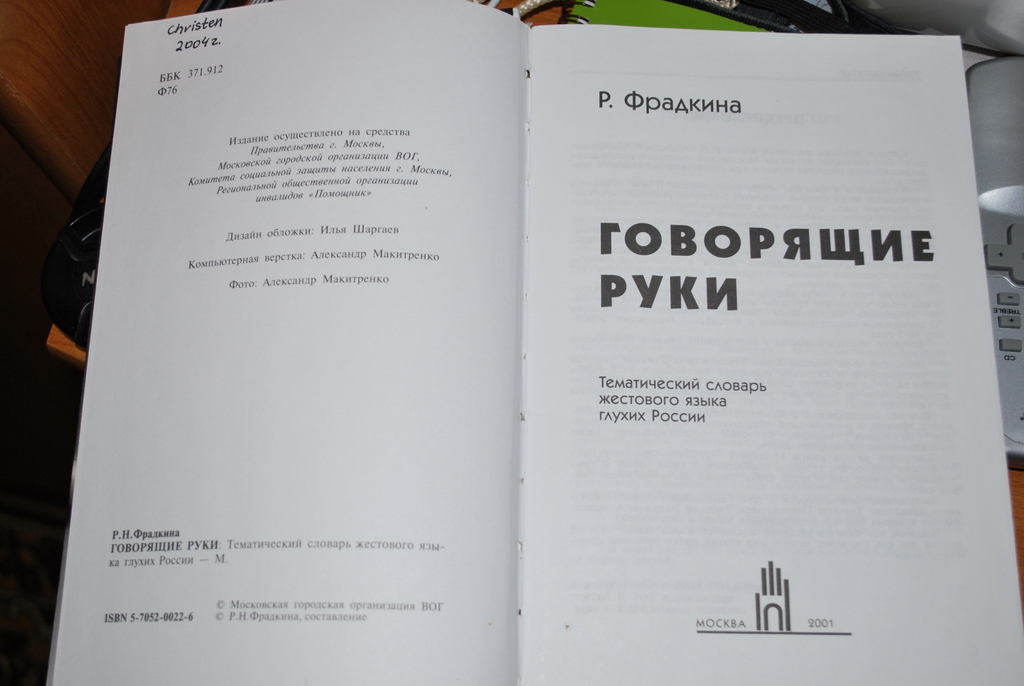 Christen
2004г.
ББК 371.912
Ф76
Издание осуществлено на средства
Правительства г. Москвы,
Московской городской организации ВОГ,
Комитета социальной защиты населения г. Москвы,
Региональной общественной организации
инвалидов «Помощник»
Дизайн обложки: Илья Шаргаев
Компьютерная верстка: Александр Макитренко
Фото: Александр Макитренко
Р.Н.Фрадкина
ГОВОРЯЩИЕ РУКИ: Тематический словарь жестового язы-
ка глухих России — М.
ISBN 5-7052-0022-6
© Московская городская организация ВОГ
© Р.Н.Фрадкина, составление
Р. Фрадкина
ГОВОРЯЩИЕ
РУКИ
Тематический словарь
жестового языка
глухих России
МОСКВА 2001
N
TREBLE
CD